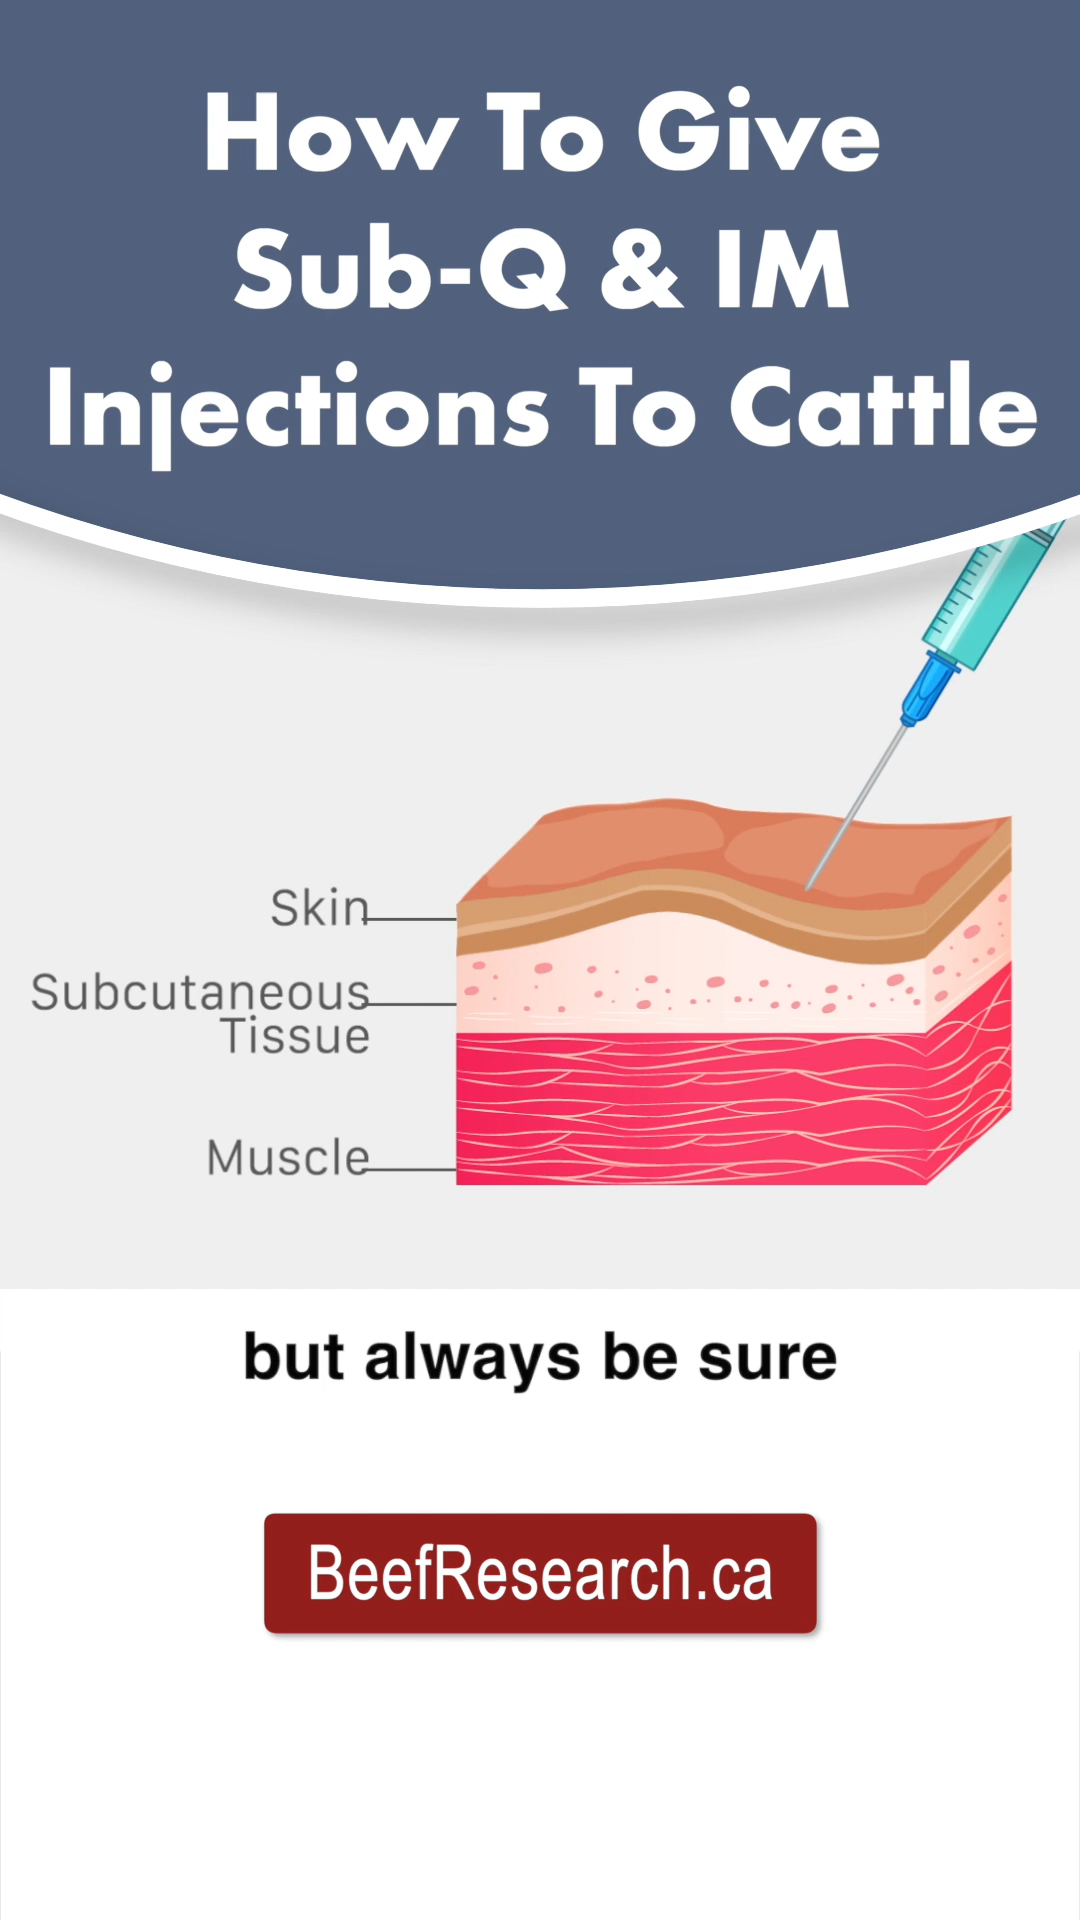 How To Give
Sub-Q & IM
Injections To Cattle
Skin
Subcutaneous
Tissue
Muscle
but always be sure
BeefResearch.ca